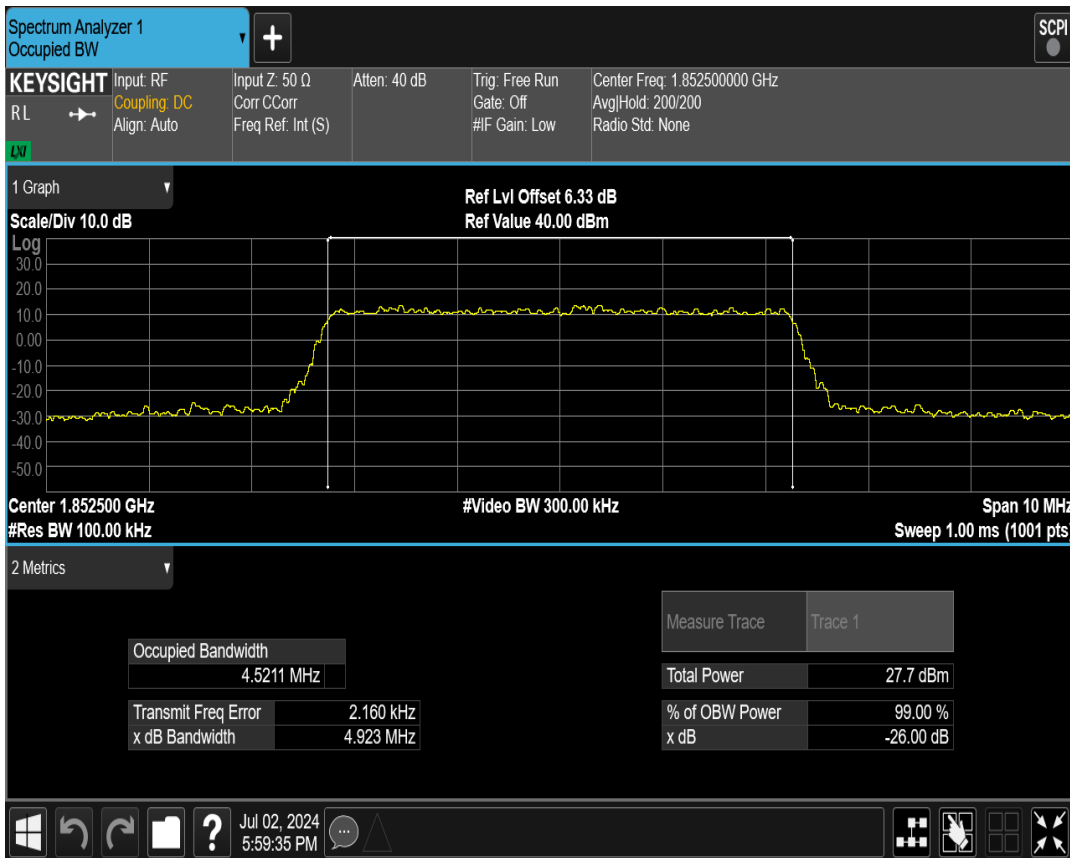 Spectrum Analyzer 1
Occupied BW
+
SCPI
KEYSIGHT
R L
LXI
Input: RF
Coupling: DC
Align: Auto
Input Z: 50 Ω
Corr CCorr
Freq Ref: Int (S)
Atten: 40 dB
Trig: Free Run
Gate: Off
#IF Gain: Low
Center Freq: 1.852500000 GHz
Avg|Hold: 200/200
Radio Std: None
1 Graph
Scale/Div 10.0 dB
Ref Lvl Offset 6.33 dB
Ref Value 40.00 dBm
Log
30.0
20.0
10.0
0.00
-10.0
-20.0
-30.0
-40.0
-50.0
Center 1.852500 GHz
#Res BW 100.00 kHz
#Video BW 300.00 kHz
Span 10 MHz
Sweep 1.00 ms (1001 pts)
2 Metrics
Occupied Bandwidth
4.5211 MHz
Transmit Freq Error 2.160 kHz
x dB Bandwidth 4.923 MHz
Measure Trace Trace 1
Total Power 27.7 dBm
% of OBW Power 99.00 %
x dB -26.00 dB
?
Jul 02, 2024
5:59:35 PM